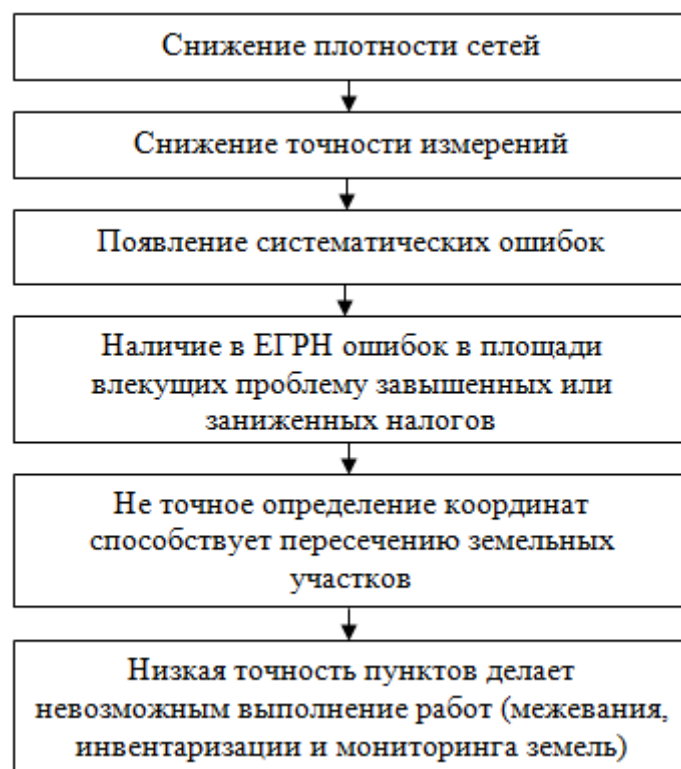 Снижение плотности сетей
Снижение точности измерений
Появление систематических ошибок
Наличие в ЕГРН ошибок в площади
влекущих проблему завышенных или
заниженных налогов
Не точное определение координат
способствует пересечению земельных
участков
Низкая точность пунктов делает
невозможным выполнение работ (межевания,
инвентаризации и мониторинга земель)